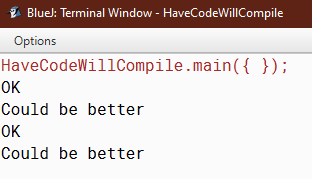 BlueJ: Terminal Window - HaveCodeWillCompile
Options
HaveCodeWillCompile.main({ });
OK
Could be better
OK
Could be better